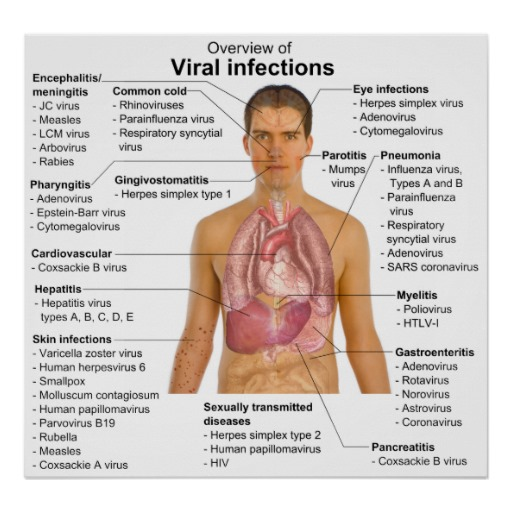 Overview of
Viral infections
Encephalitis/
meningitis
- JC virus
- Measles
- LCM virus
- Arbovirus
- Rabies
Common cold
- Rhinoviruses
- Parainfluenza virus
- Respiratory syncytial
virus
Eye infections
- Herpes simplex virus
- Adenovirus
- Cytomegalovirus
Pharyngitis
- Adenovirus
- Epstein-Barr virus
- Cytomegalovirus
Gingivostomatitis
- Herpes simplex type 1
Parotitis
- Mumps
virus
Pneumonia
- Influenza virus,
Types A and B
- Parainfluenza
virus
- Respiratory
syncytial virus
- Adenovirus
- SARS coronavirus
Cardiovascular
- Coxsackie B virus
Hepatitis
- Hepatitis virus
types A, B, C, D, E
Myelitis
- Poliovirus
- HTLV-I
Skin infections
- Varicella zoster virus
- Human herpesvirus 6
- Smallpox
- Molluscum contagiosum
- Human papillomavirus
- Parvovirus B19
- Rubella
- Measles
- Coxsackie A virus
Gastroenteritis
- Adenovirus
- Rotavirus
- Norovirus
- Astrovirus
- Coronavirus
Sexually transmitted
diseases
- Herpes simplex type 2
- Human papillomavirus
- HIV
Pancreatitis
- Coxsackie B virus